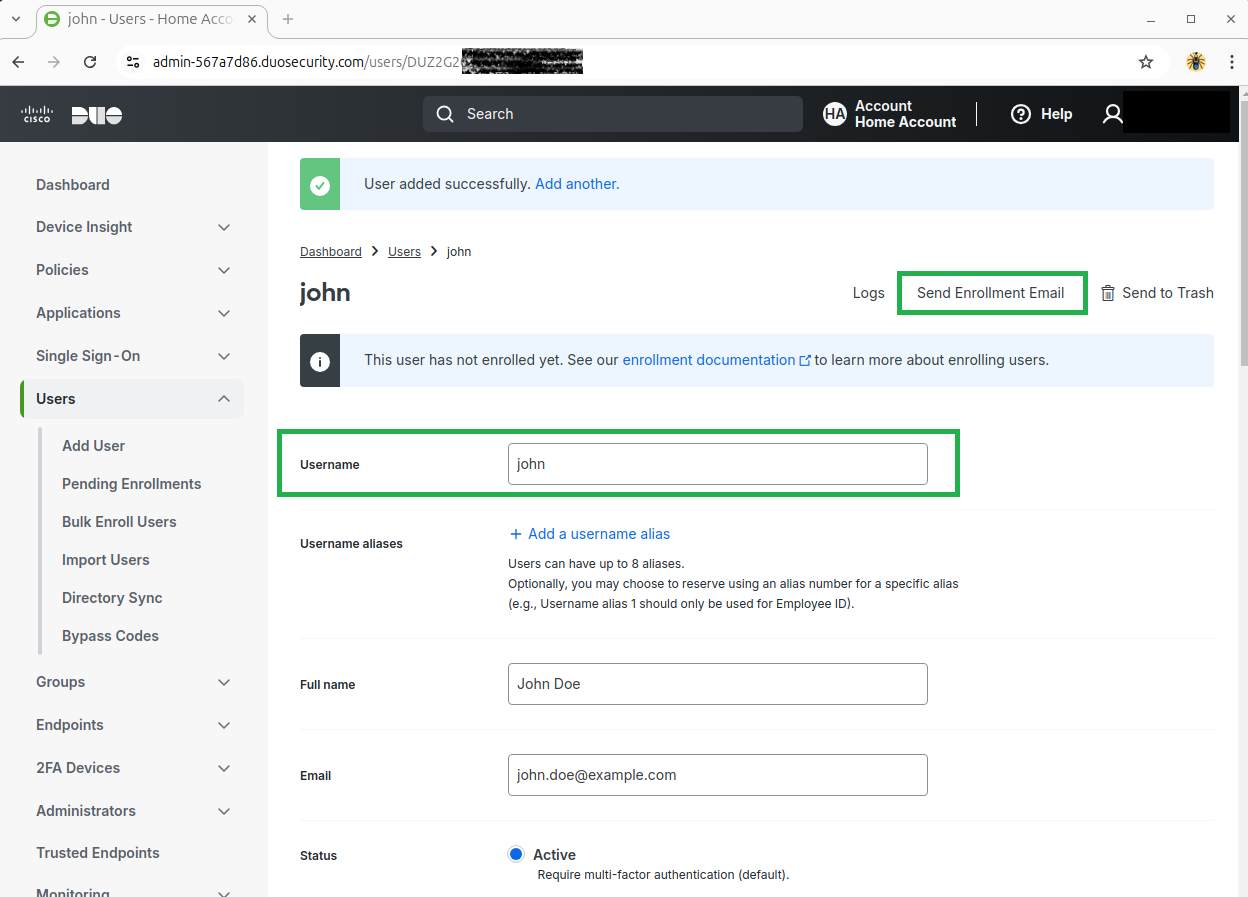 john - Users - Home Acco
admin-567a7d86.duosecurity.com/users/DUZ2G2
CISCO DUO
Search
HA
Account
Home Account
Help
Dashboard
Device Insight
Policies
Applications
Single Sign-On
Users
Add User
Pending Enrollments
Bulk Enroll Users
Import Users
Directory Sync
Bypass Codes
Groups
Endpoints
2FA Devices
Administrators
Trusted Endpoints
Monitoring
User added successfully. Add another.
Dashboard > Users > john
john
Logs
Send Enrollment Email
Send to Trash
This user has not enrolled yet. See our enrollment documentation to learn more about enrolling users.
Username
john
Username aliases
+ Add a username alias
Users can have up to 8 aliases.
Optionally, you may choose to reserve using an alias number for a specific alias
(e.g., Username alias 1 should only be used for Employee ID).
Full name
John Doe
Email
john.doe@example.com
Status
Active
Require multi-factor authentication (default).